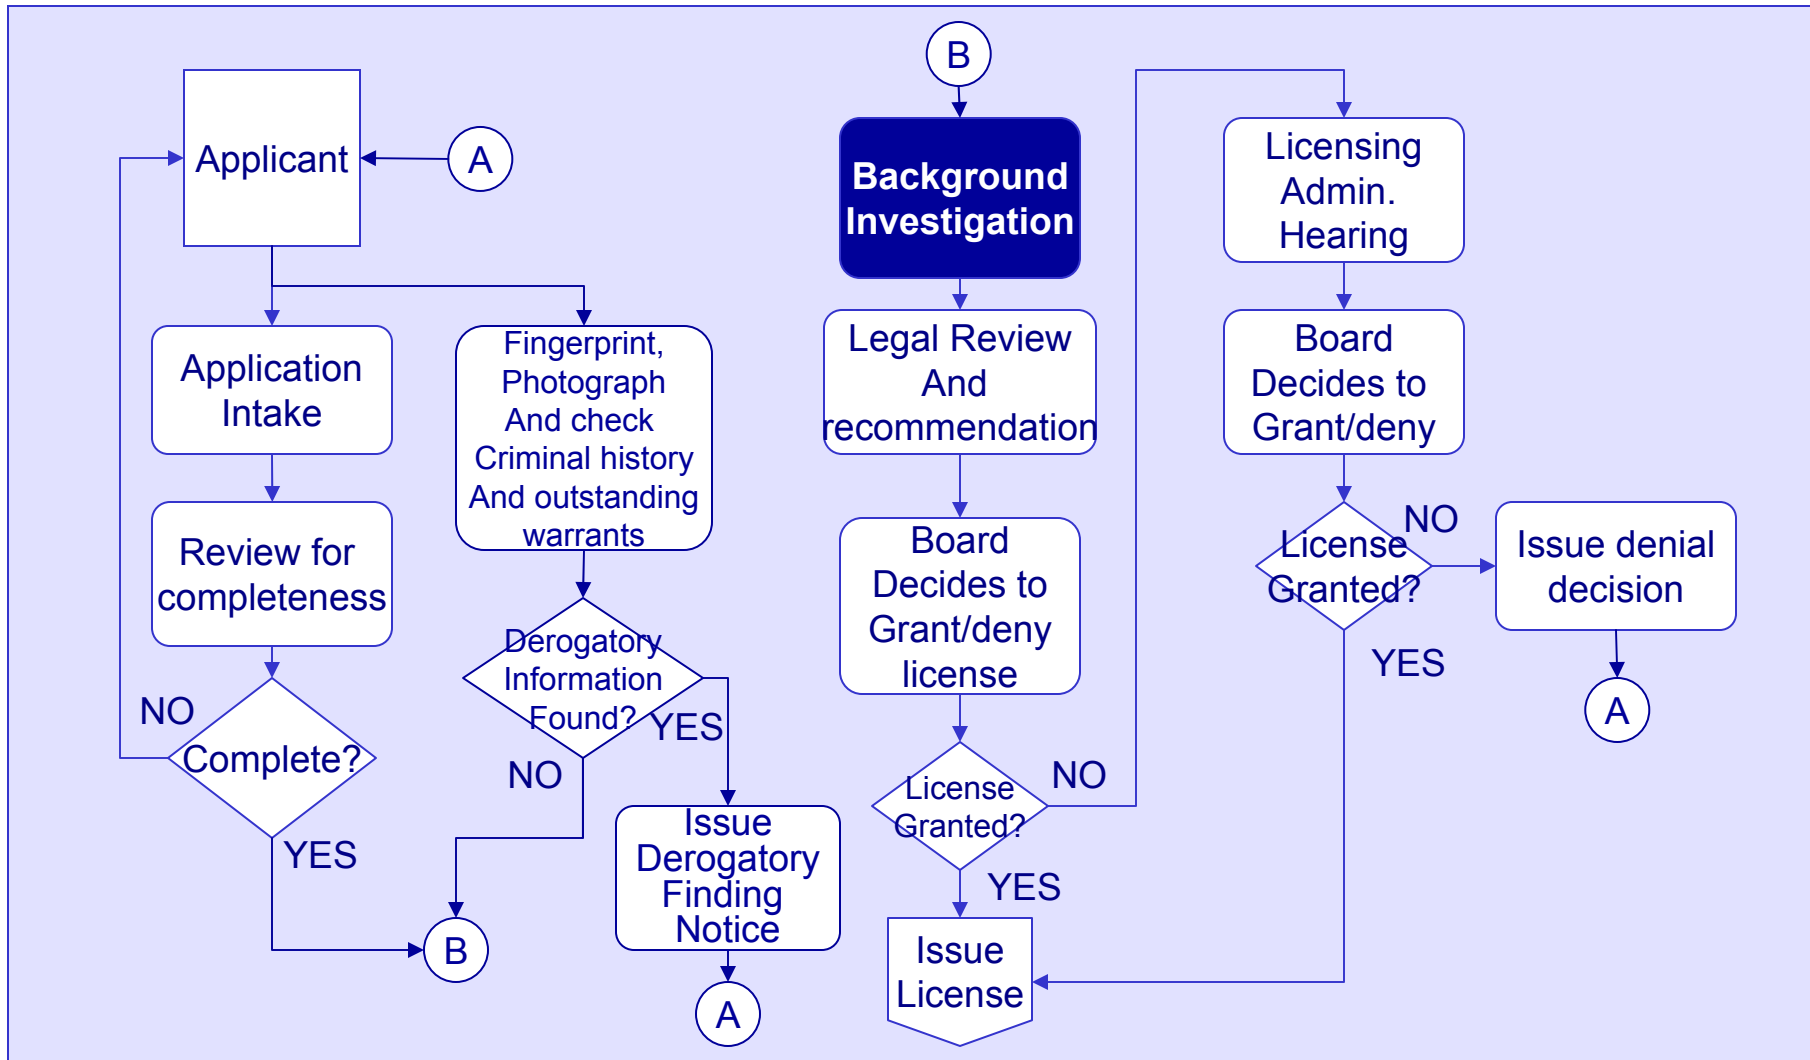 Applicant
A
Application
Intake
Review for
completeness
NO
Complete?
YES
B
Fingerprint,
Photograph
And check
Criminal history
And outstanding
warrants
Derogatory
Information
Found?
YES
NO
Issue
Derogatory
Finding
Notice
A
B
Background
Investigation
Legal Review
And
recommendation
Board
Decides to
Grant/deny
license
License
Granted?
NO
YES
Issue
License
Licensing
Admin.
Hearing
Board
Decides to
Grant/deny
License
Granted?
NO
YES
Issue denial
decision
A